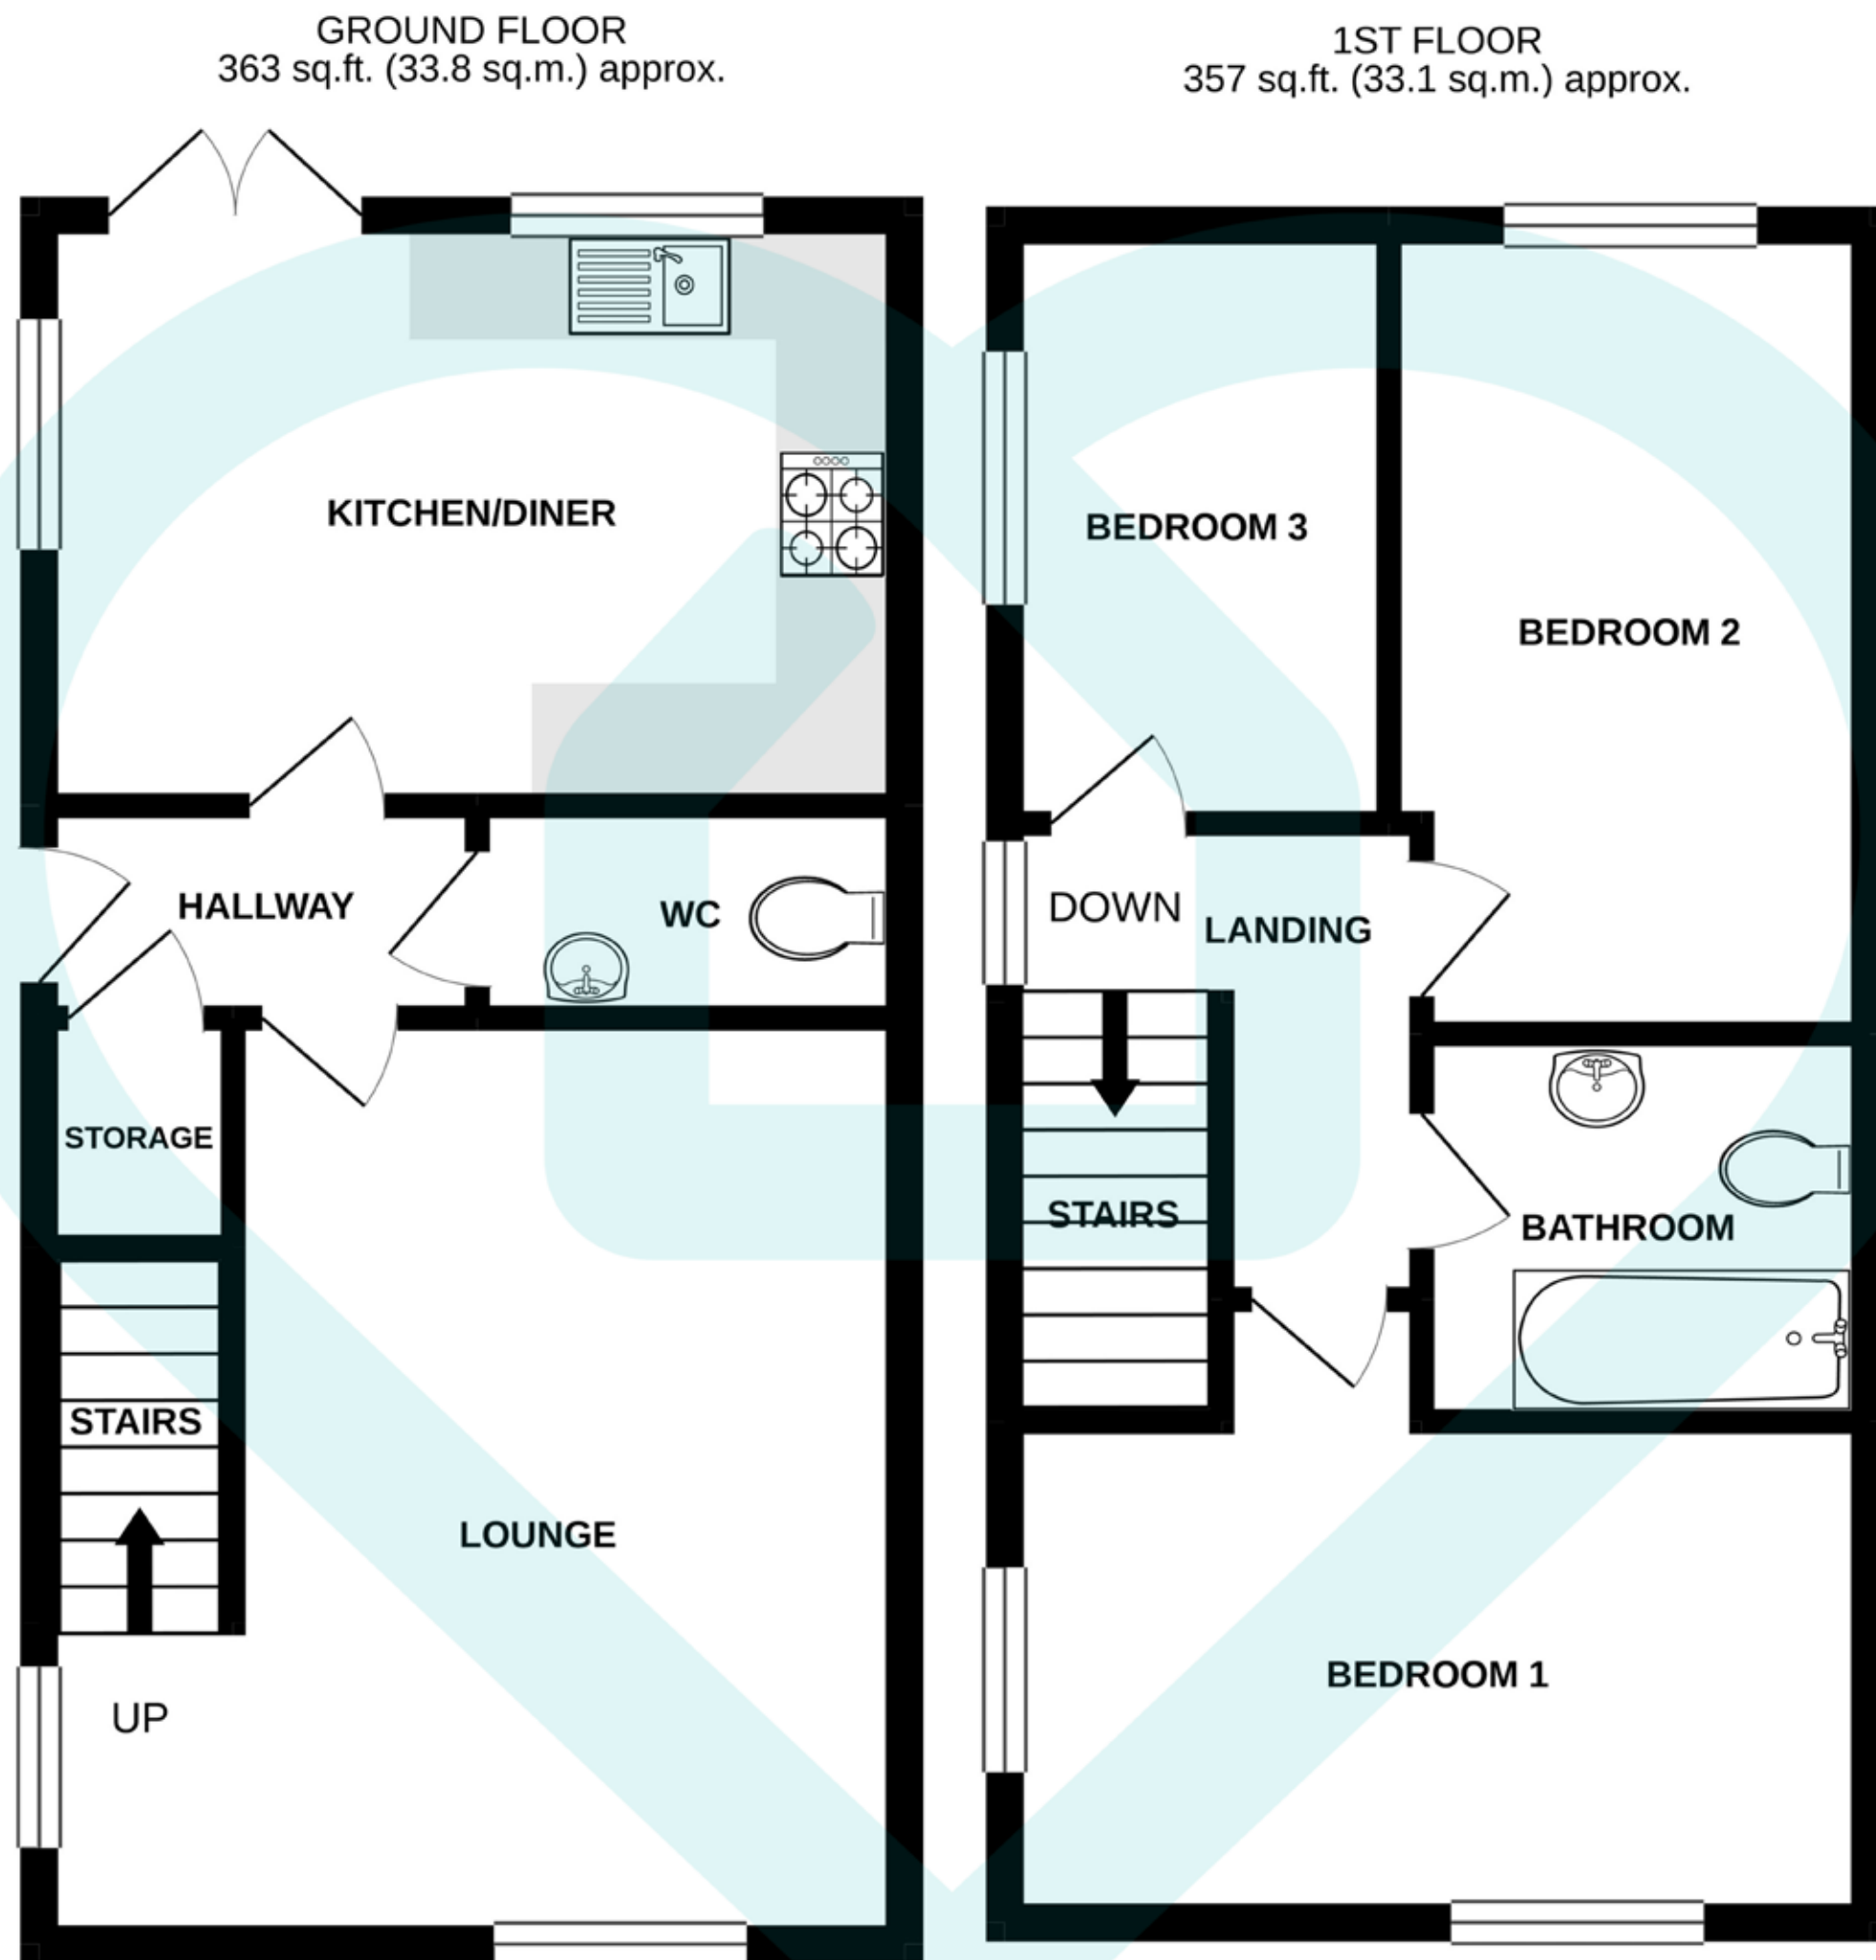 GROUND FLOOR
363 sq.ft. (33.8 sq.m.) approx.
KITCHEN/DINER
HALLWAY
WC
STORAGE
STAIRS
LOUNGE
UP
1ST FLOOR
357 sq.ft. (33.1 sq.m.) approx.
BEDROOM 3
BEDROOM 2
DOWN
LANDING
STAIRS
BATHROOM
BEDROOM 1